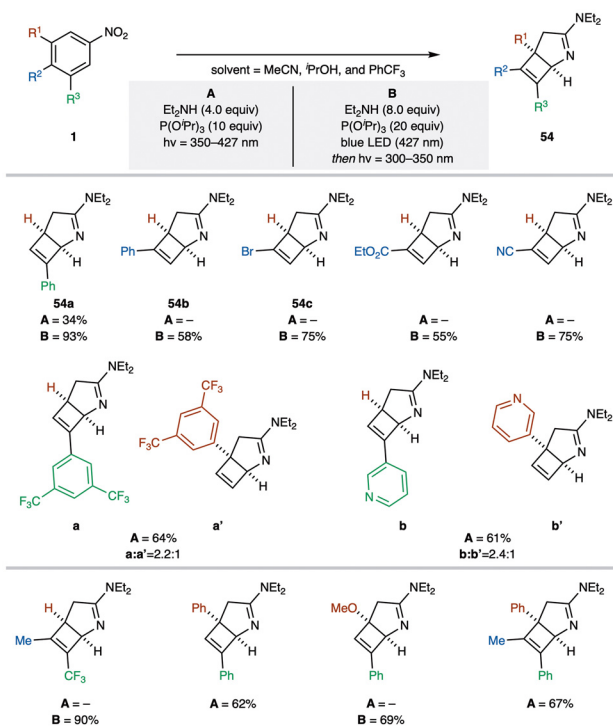 R¹ NO₂ R² R³
1
solvent = MeCN, ⁱPrOH, and PhCF₃
A
Et₂NH (4.0 equiv)
P(OⁱPr)₃ (10 equiv)
hν = 350–427 nm
B
Et₂NH (8.0 equiv)
P(OⁱPr)₃ (20 equiv)
blue LED (427 nm)
then hν = 300–350 nm
NEt₂ R¹ N R² H R³
54
H NEt₂ N H Ph
54a
A = 34%
B = 93%
H NEt₂ N Ph H
54b
A = –
B = 58%
H NEt₂ N Br H
54c
A = –
B = 75%
H NEt₂ N EtO₂C H
A = –
B = 55%
H NEt₂ N NC H
A = –
B = 75%
H NEt₂ N H F₃C CF₃
a
CF₃ F₃C NEt₂ N H
a'
A = 64%
a:a'=2.2:1
H NEt₂ N H N
b
N NEt₂ N H
b'
A = 61%
b:b'=2.4:1
H NEt₂ N Me H CF₃
A = –
B = 90%
Ph NEt₂ N H Ph
A = 62%
MeO NEt₂ N H Ph
A = –
B = 69%
Ph NEt₂ N Me H Ph
A = 67%